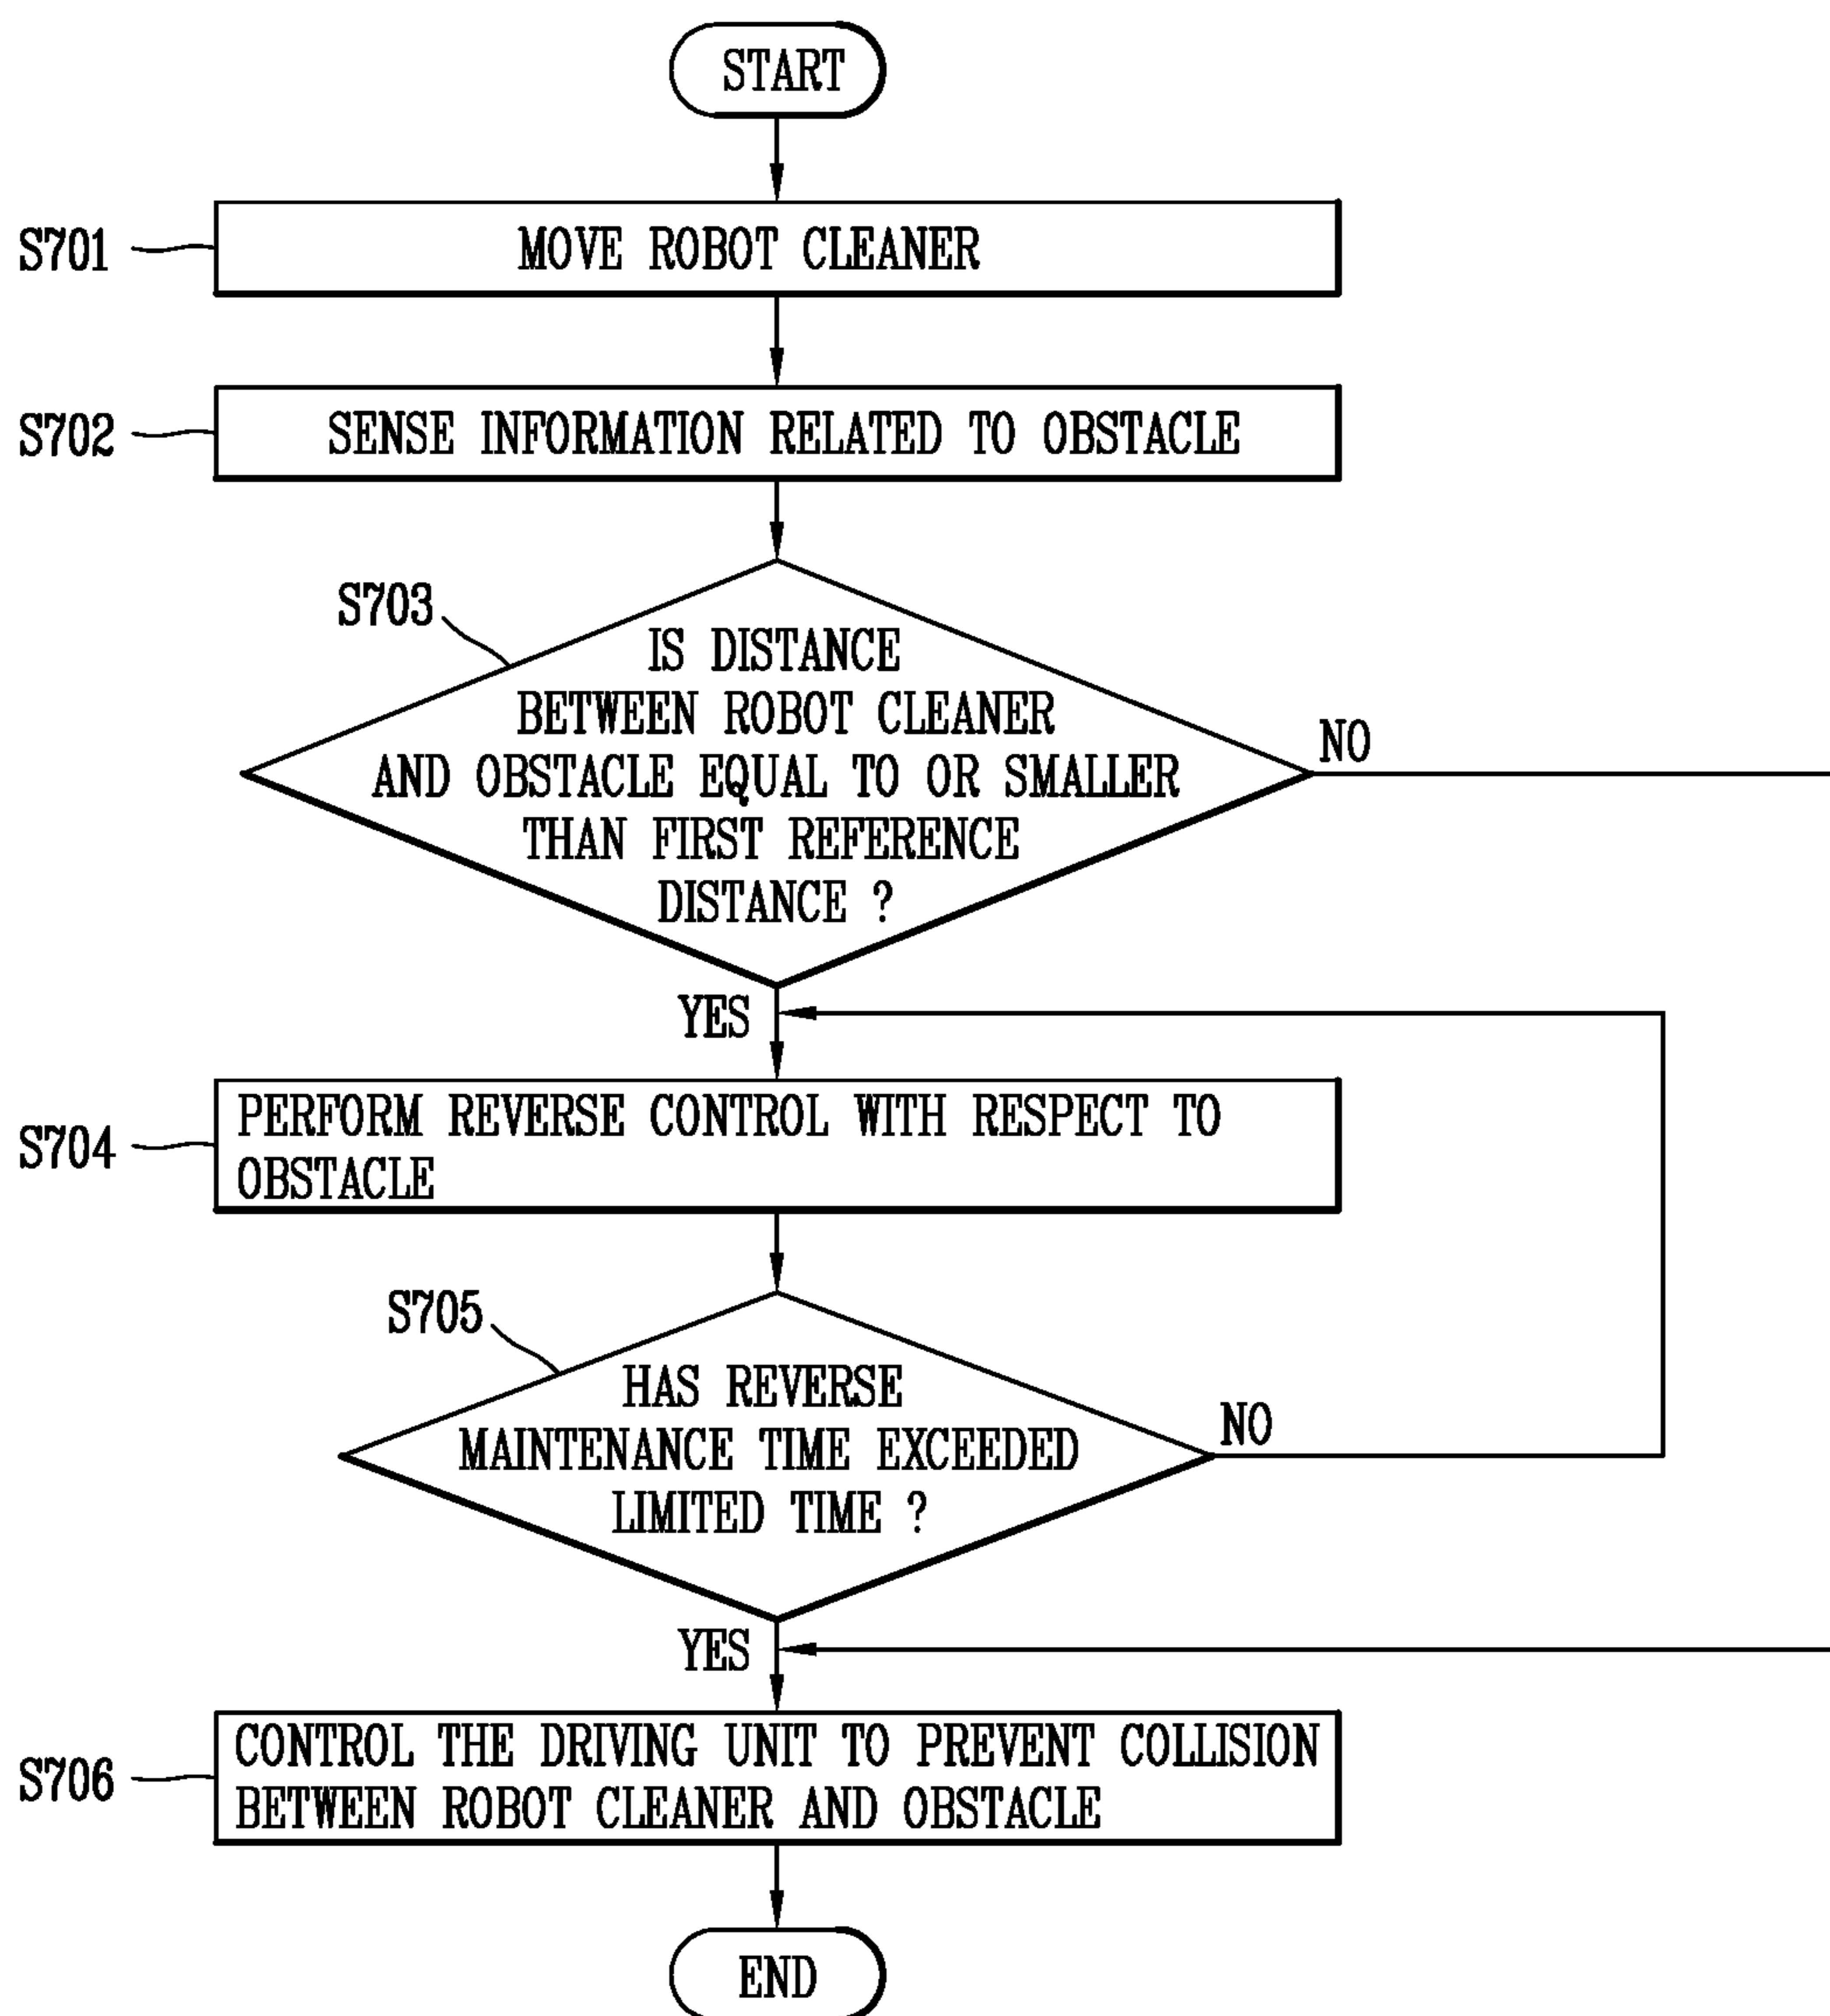 START
S701
MOVE ROBOT CLEANER
S702
SENSE INFORMATION RELATED TO OBSTACLE
S703
IS DISTANCE
BETWEEN ROBOT CLEANER
AND OBSTACLE EQUAL TO OR SMALLER
THAN FIRST REFERENCE
DISTANCE ?
NO
YES
S704
PERFORM REVERSE CONTROL WITH RESPECT TO
OBSTACLE
S705
HAS REVERSE
MAINTENANCE TIME EXCEEDED
LIMITED TIME ?
NO
YES
S706
CONTROL THE DRIVING UNIT TO PREVENT COLLISION
BETWEEN ROBOT CLEANER AND OBSTACLE
END